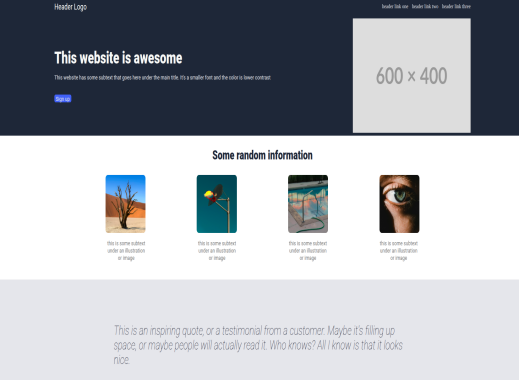 Header Logo
header link one header link two header link three
This website is awesome
This website has some subtext that goes here under the main title. It's a smaller font and the color is lower contrast
600 × 400
Sign up
Some random information
this is some subtext this is some subtext this is some subtext this is some subtext
under an illustration under an illustration under an illustration under an illustration
or image or image or image or image
This is an inspiring quote, or a testimonial from a customer. Maybe it's filling up
space, or maybe people will actually read it. Who knows? All I know is that it looks
nice.